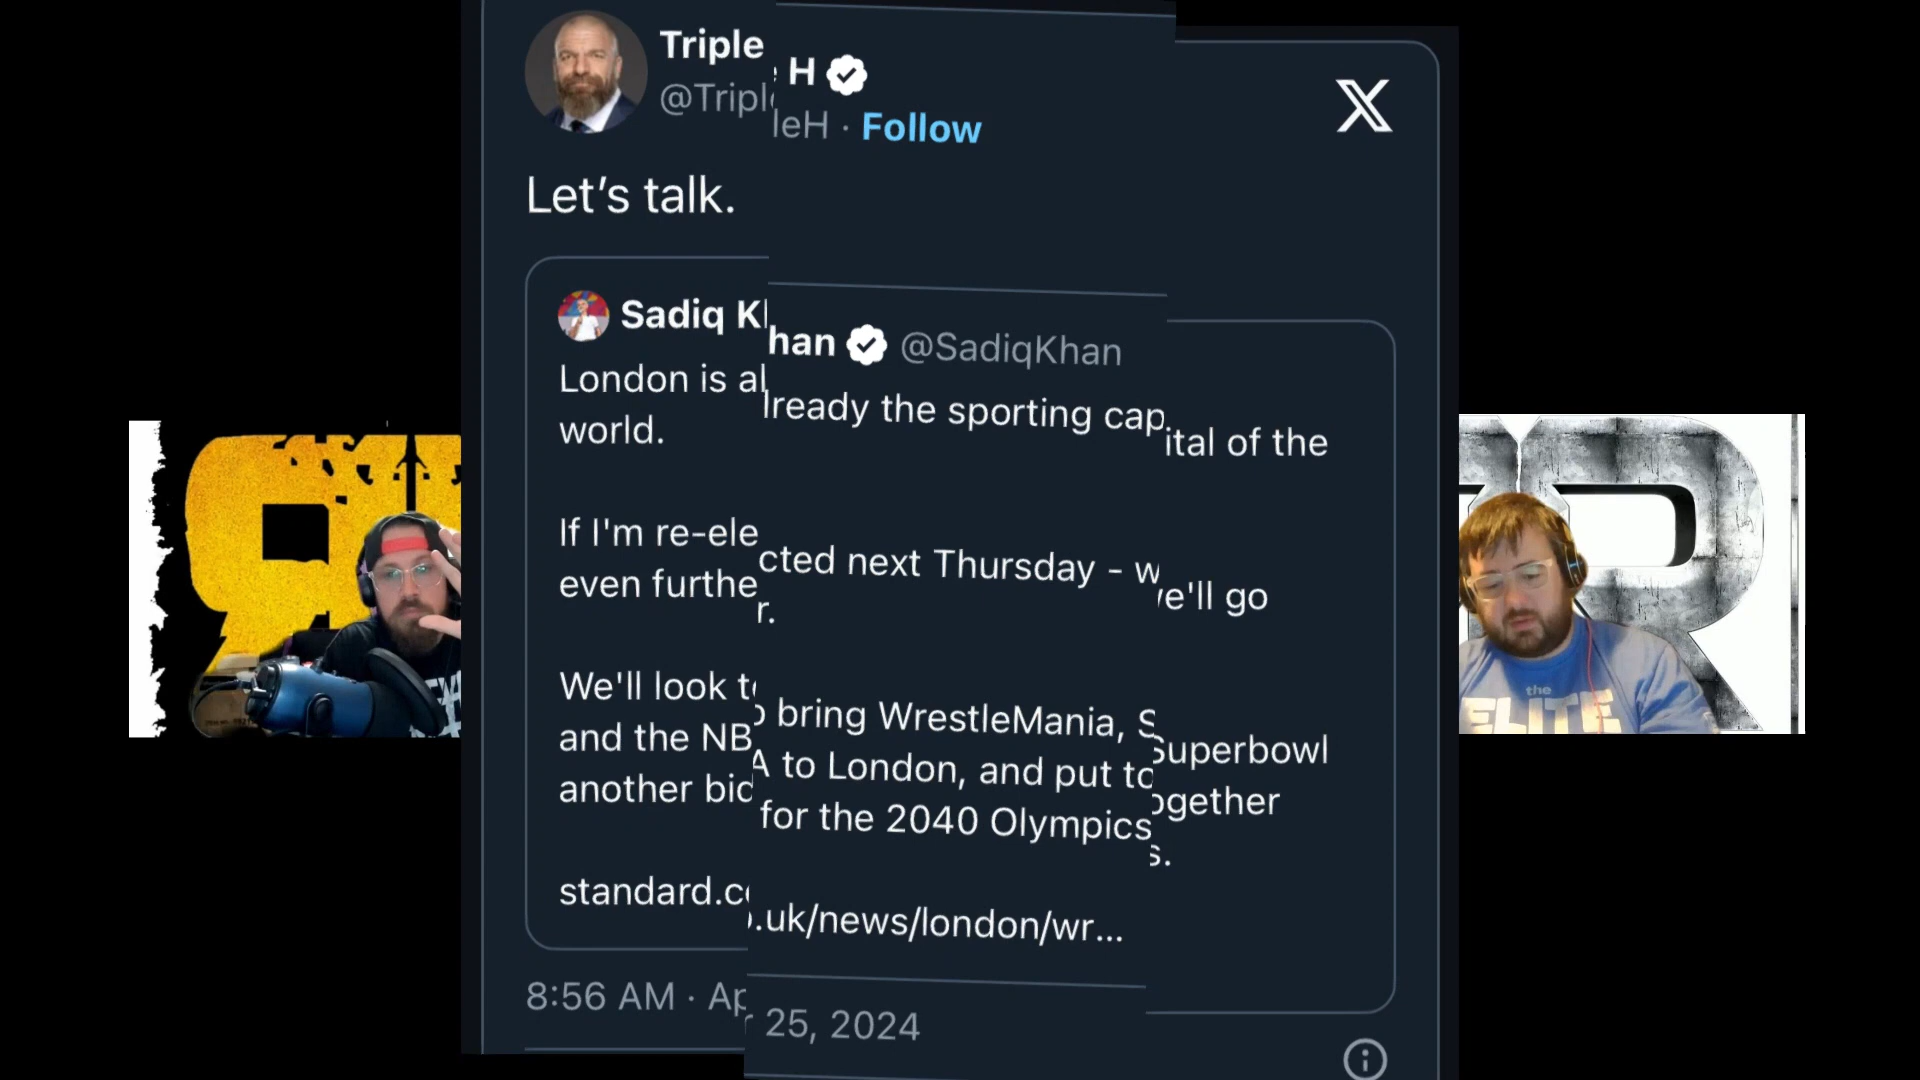 Triple H
@TripleH · Follow
Let's talk.
Sadiq Khan @SadiqKhan
London is already the sporting capital of the
world.
If I'm re-elected next Thursday - we'll go
even further.
We'll look to bring WrestleMania, Superbowl
and the NBA to London, and put together
another bid for the 2040 Olympics.
standard.co.uk/news/london/wr...
8:56 AM · Apr 25, 2024
the
ELITE
R